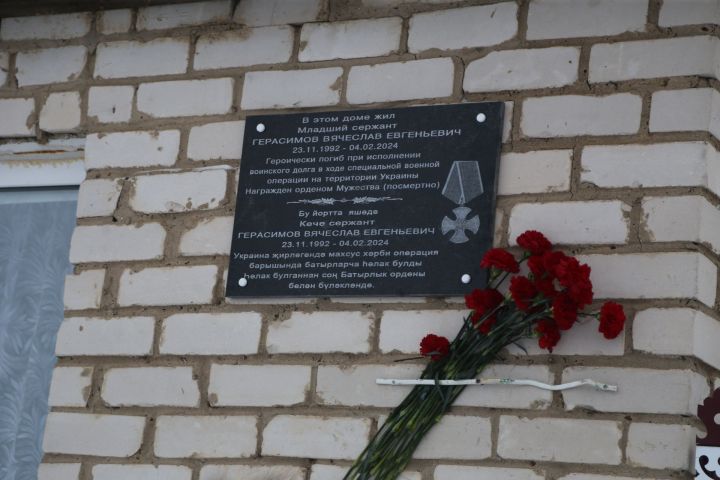 В этом доме жил
Младший сержант
ГЕРАСИМОВ ВЯЧЕСЛАВ ЕВГЕНЬЕВИЧ
23.11.1992 - 04.02.2024
Героически погиб при исполнении
воинского долга в ходе специальной военной
операции на территории Украины
Награжден орденом Мужества (посмертно)
Бу йортта яшәде
Кече сержант
ГЕРАСИМОВ ВЯЧЕСЛАВ ЕВГЕНЬЕВИЧ
23.11.1992 - 04.02.2024
Украина җирлегендә махсус хәрби операция
барышында батырларча һәлак булды
Һәлак булганнан соң Батырлык ордены
белән бүләкләнде.